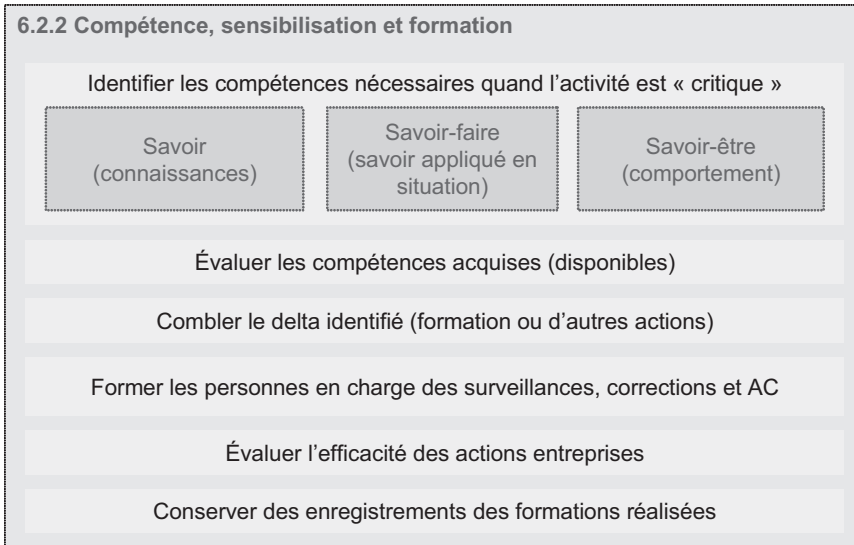 6.2.2 Compétence, sensibilisation et formation
Identifier les compétences nécessaires quand l’activité est « critique »
Savoir
(connaissances)
Savoir-faire
(savoir appliqué en
situation)
Savoir-être
(comportement)
Évaluer les compétences acquises (disponibles)
Combler le delta identifié (formation ou d’autres actions)
Former les personnes en charge des surveillances, corrections et AC
Évaluer l’efficacité des actions entreprises
Conserver des enregistrements des formations réalisées